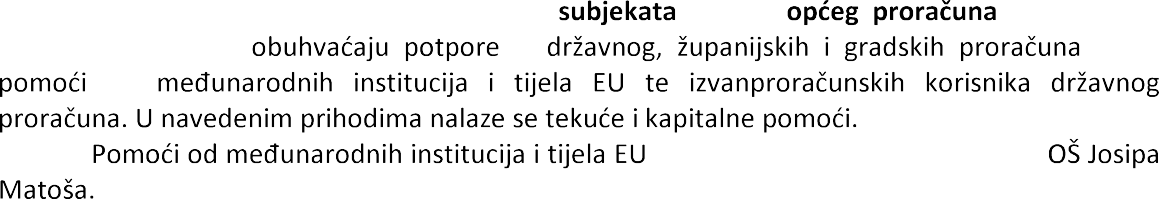 subjekata općeg proračuna
obuhvaćaju potpore državnog, županijskih i gradskih proračuna
pomoći međunarodnih institucija i tijela EU te izvanproračunskih korisnika državnog
proračuna. U navedenim prihodima nalaze se tekuće i kapitalne pomoći.
Pomoći od međunarodnih institucija i tijela EU OŠ Josipa
Matoša.